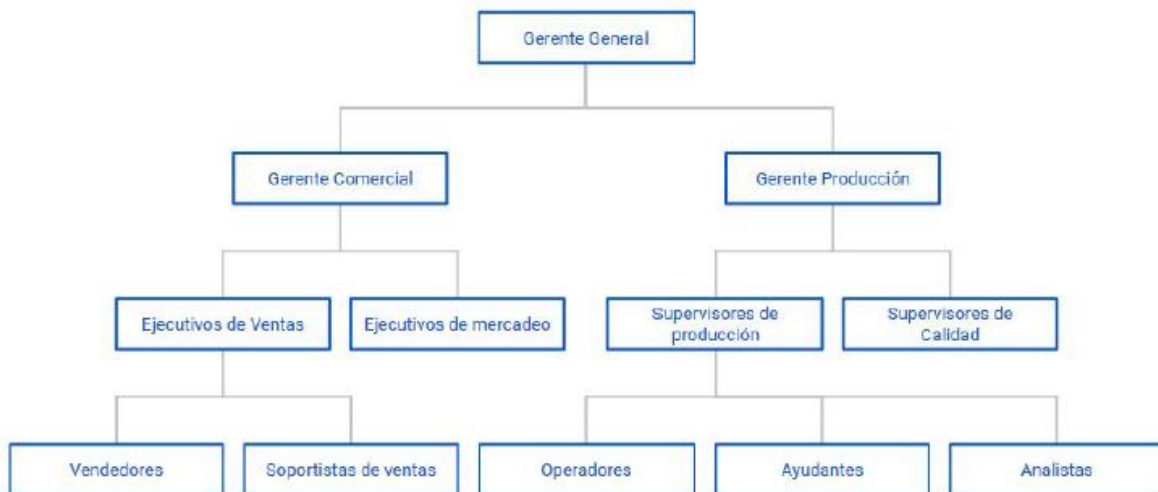 Gerente General
Gerente Comercial
Gerente Producción
Ejecutivos de Ventas
Ejecutivos de mercadeo
Supervisores de
producción
Supervisores de
Calidad
Vendedores
Soportistas de ventas
Operadores
Ayudantes
Analistas